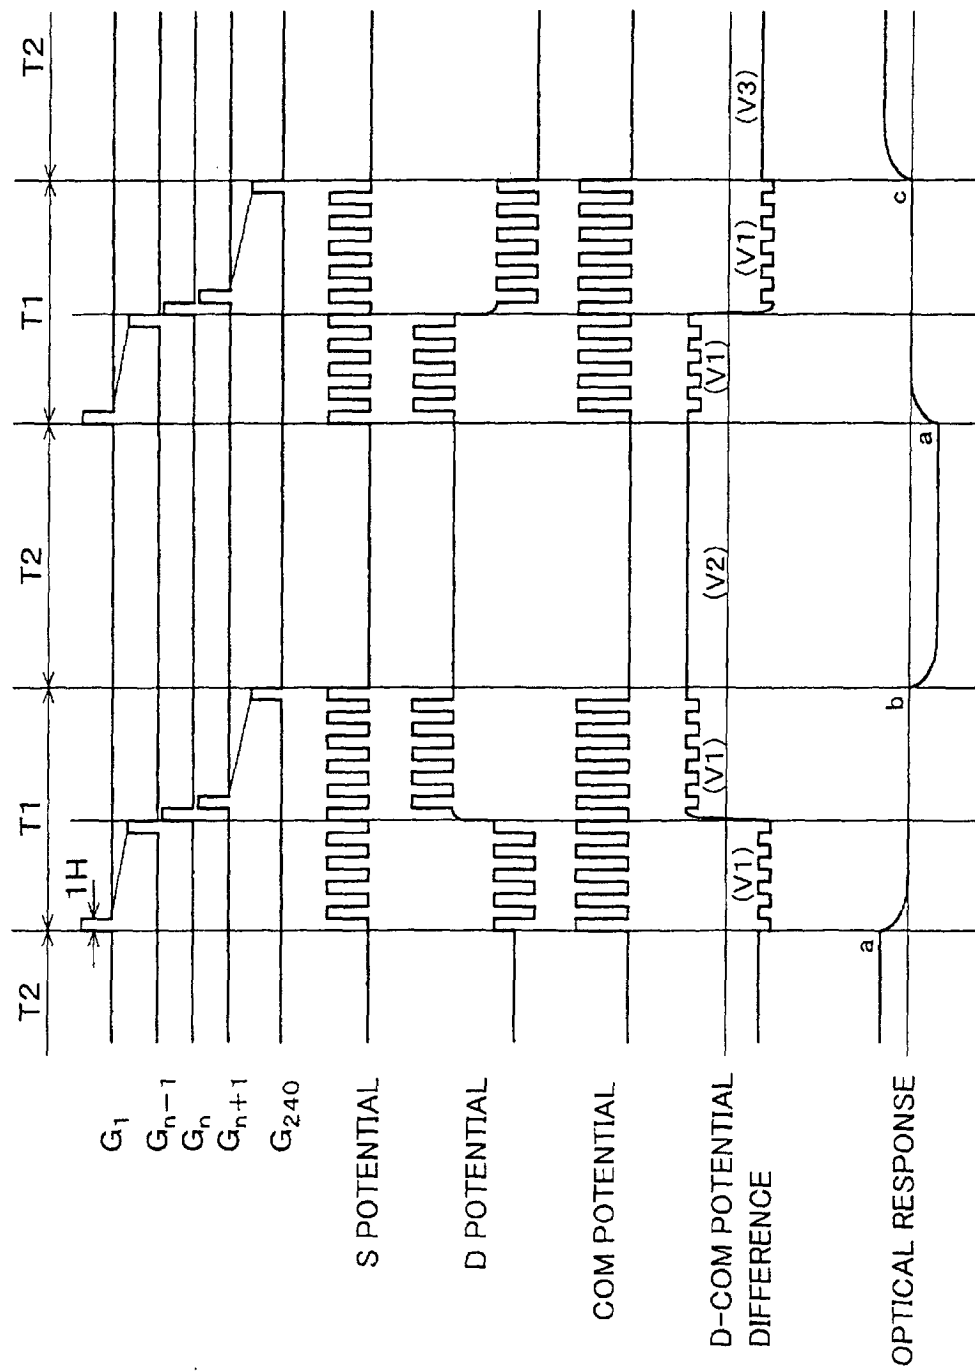 T2 T1 T2 T1 T2
1H
G1
Gn-1
Gn
Gn+1
G240
S POTENTIAL
D POTENTIAL
COM POTENTIAL
D-COM POTENTIAL
DIFFERENCE
(V1) (V1) (V2) (V1) (V1) (V3)
OPTICAL RESPONSE
a b a c